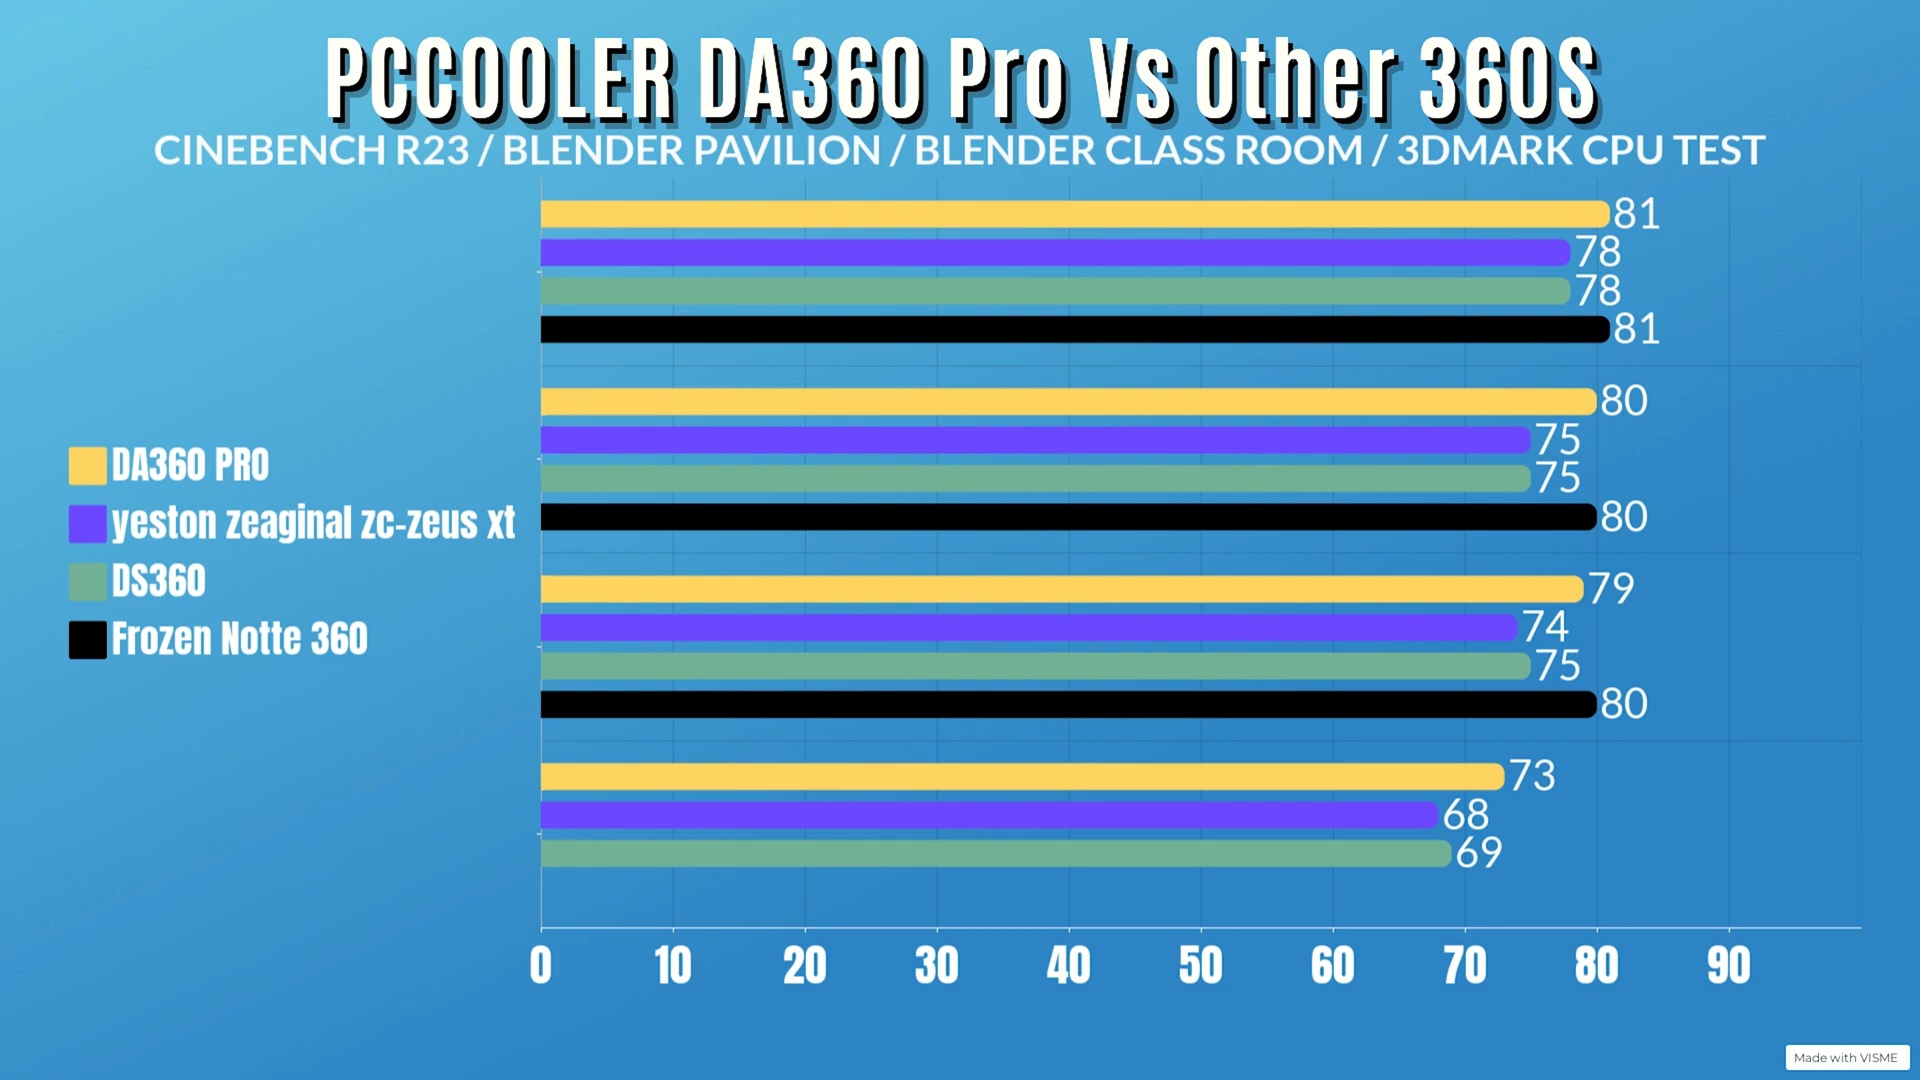 PCCOOLER DA360 Pro Vs Other 360S
CINEBENCH R23 / BLENDER PAVILION / BLENDER CLASS ROOM / 3DMARK CPU TEST
81
78
78
81
80
75
75
80
79
74
75
80
73
68
69
DA360 PRO
yeston zeaginal zc-zeus xt
DS360
Frozen Notte 360
0 10 20 30 40 50 60 70 80 90
Made with VISME